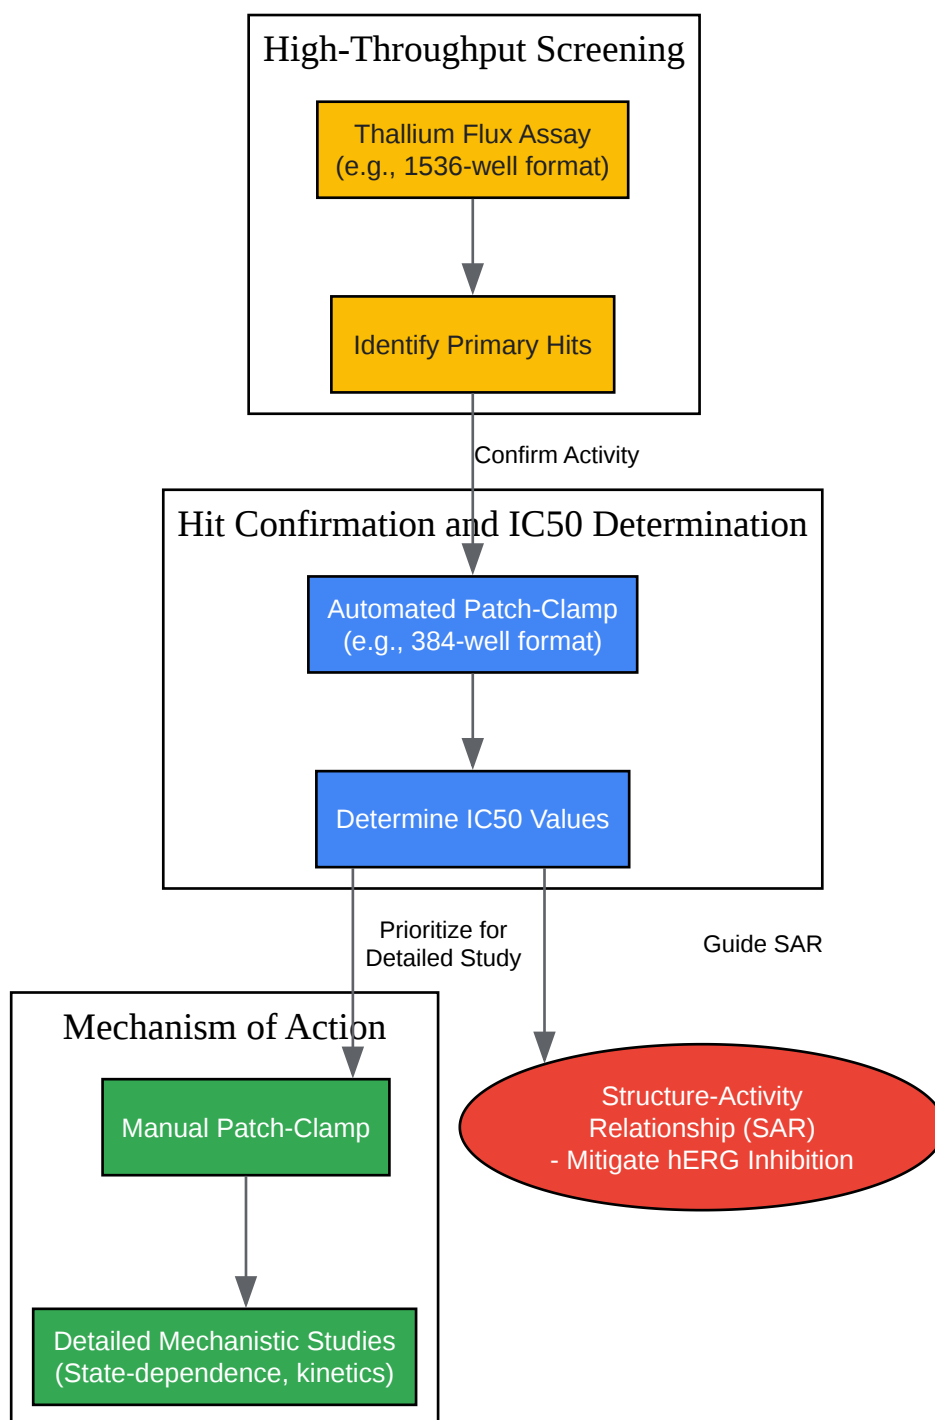 High-Throughput Screening
Thallium Flux Assay
(e.g., 1536-well format)
Identify Primary Hits
Confirm Activity
Hit Confirmation and IC50 Determination
Automated Patch-Clamp
(e.g., 384-well format)
Determine IC50 Values
Prioritize for
Detailed Study
Guide SAR
Mechanism of Action
Manual Patch-Clamp
Structure-Activity
Relationship (SAR)
- Mitigate hERG Inhibition
Detailed Mechanistic Studies
(State-dependence, kinetics)